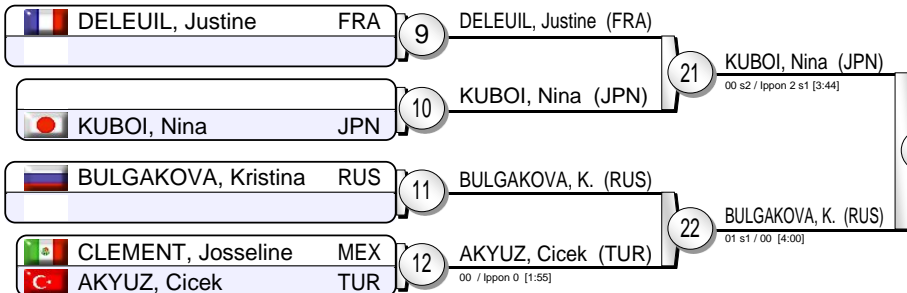 DELEUIL, Justine FRA
9
DELEUIL, Justine (FRA)
21
KUBOI, Nina (JPN)
00 s2 / Ippon 2 s1 [3:44]
10
KUBOI, Nina (JPN)
KUBOI, Nina JPN
BULGAKOVA, Kristina RUS
11
BULGAKOVA, K. (RUS)
22
BULGAKOVA, K. (RUS)
01 s1 / 00 [4:00]
CLEMENT, Josseline MEX
12
AKYUZ, Cicek (TUR)
00 / Ippon 0 [1:55]
AKYUZ, Cicek TUR